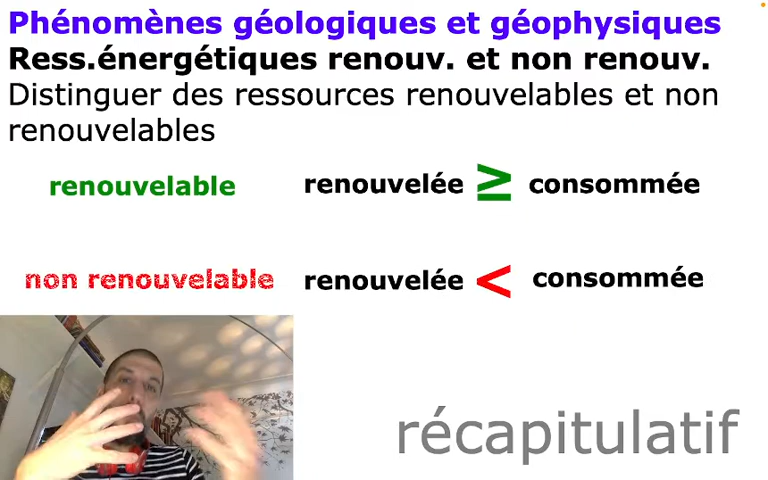 Phénomènes géologiques et géophysiques
Ress.énergétiques renouv. et non renouv.
Distinguer des ressources renouvelables et non
renouvelables
renouvelable renouvelée ≥ consommée
non renouvelable renouvelée < consommée
récapitulatif